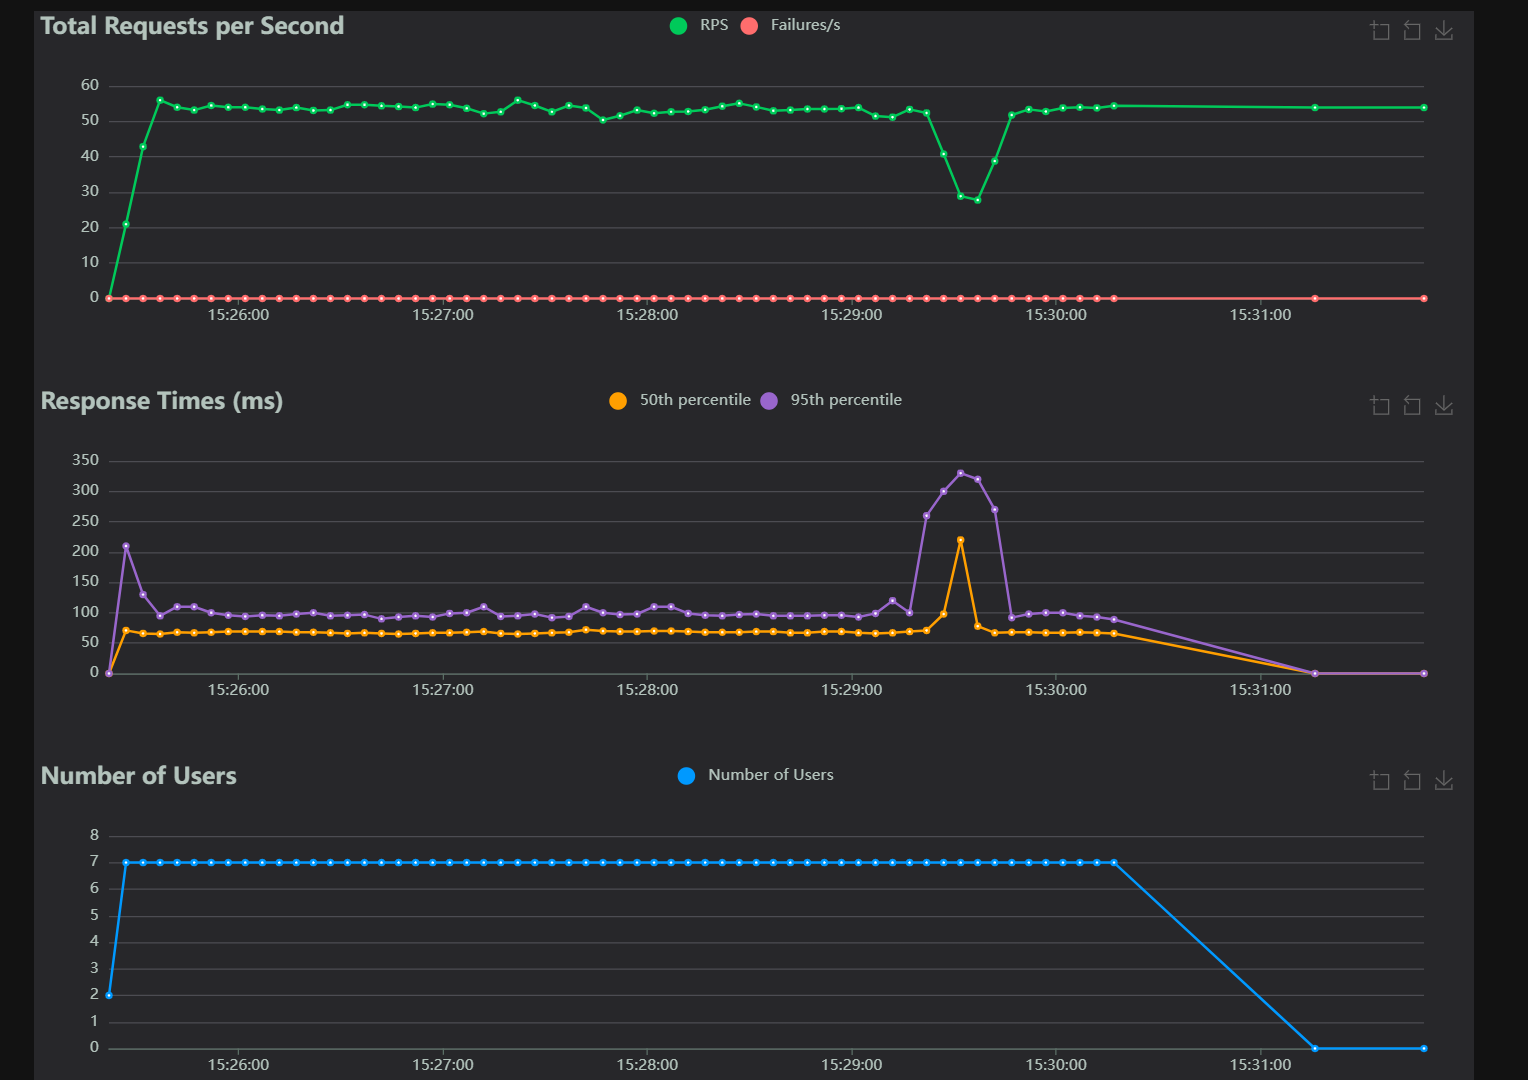 Total Requests per Second
RPS Failures/s
60
50
40
30
20
10
0
15:26:00 15:27:00 15:28:00 15:29:00 15:30:00 15:31:00
Response Times (ms)
50th percentile 95th percentile
350
300
250
200
150
100
50
0
15:26:00 15:27:00 15:28:00 15:29:00 15:30:00 15:31:00
Number of Users
Number of Users
8
7
6
5
4
3
2
1
0
15:26:00 15:27:00 15:28:00 15:29:00 15:30:00 15:31:00